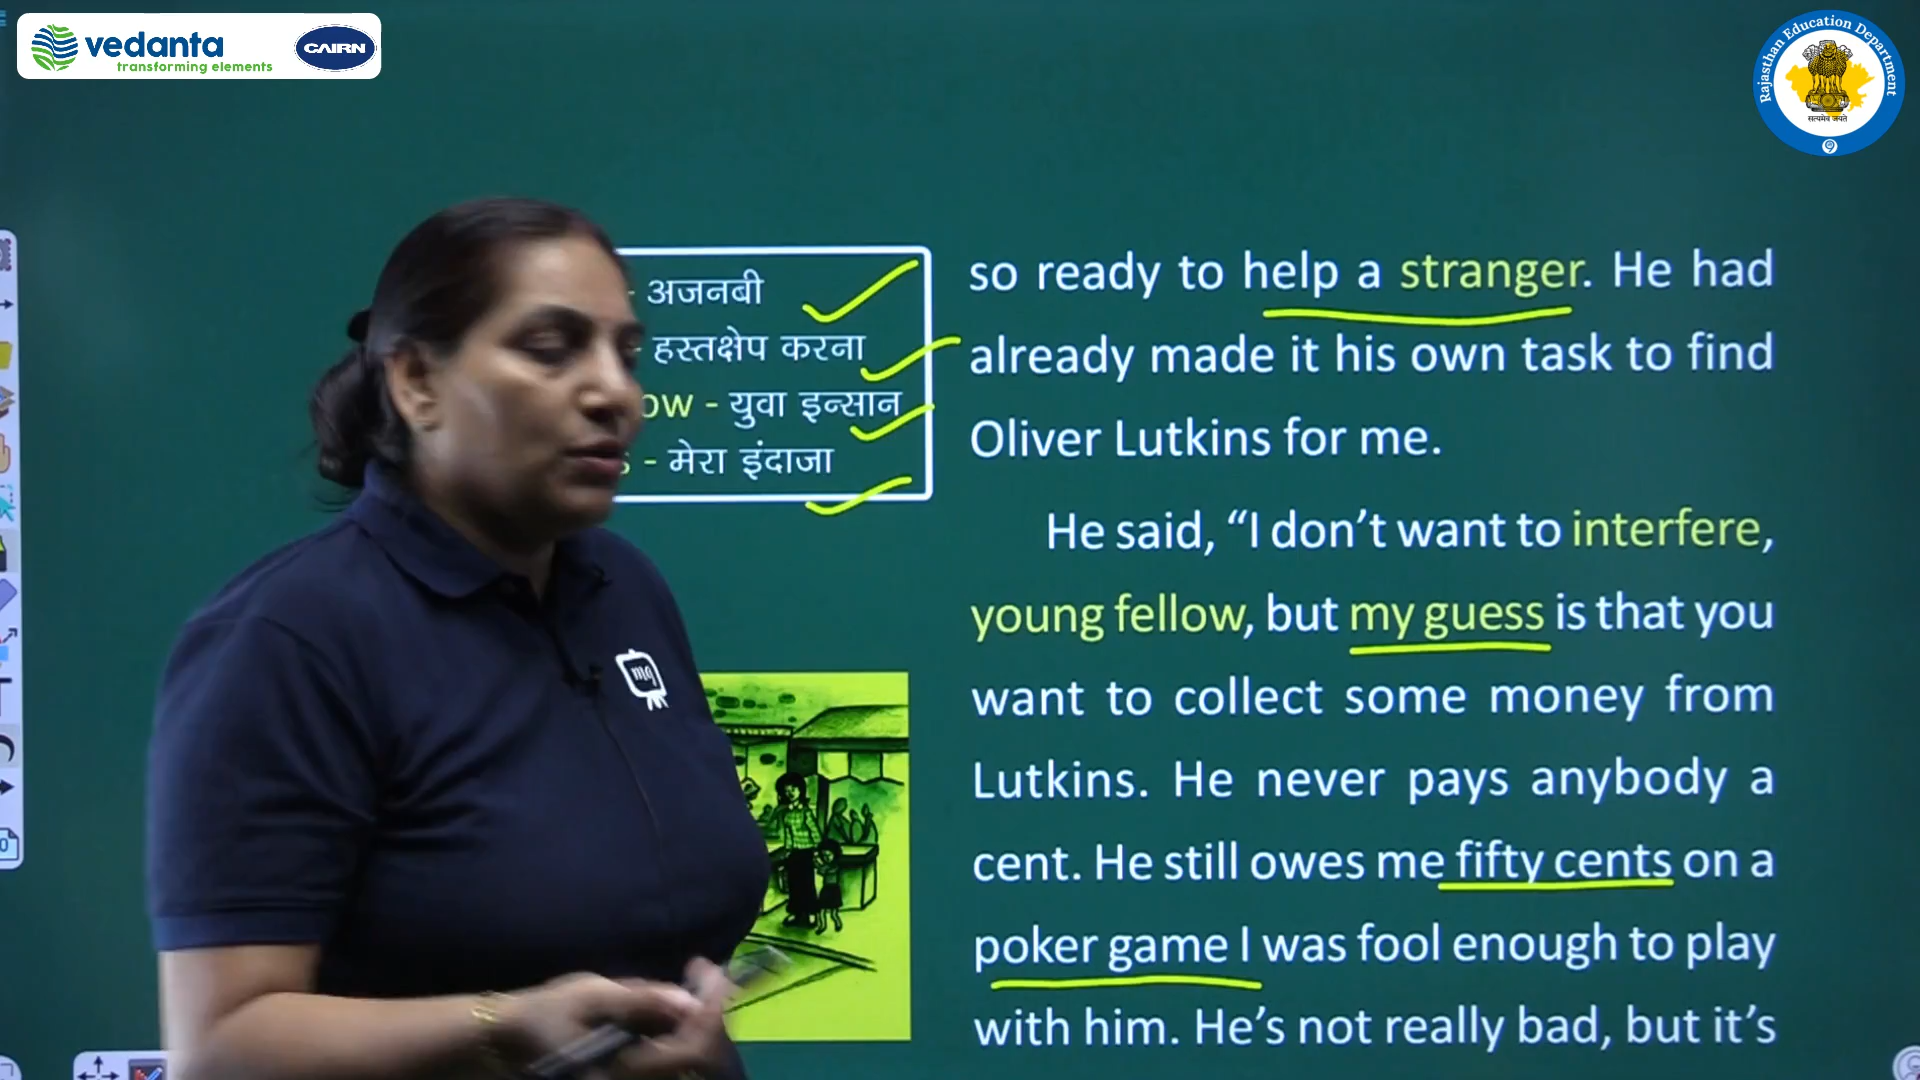 vedanta
transforming elements
CAIRN
Rajasthan Education Department
सत्यमेव जयते
- अजनबी
- हस्तक्षेप करना
ow - युवा इन्सान
s - मेरा इंदाजा
so ready to help a stranger. He had
already made it his own task to find
Oliver Lutkins for me.
He said, “I don’t want to interfere,
young fellow, but my guess is that you
want to collect some money from
Lutkins. He never pays anybody a
cent. He still owes me fifty cents on a
poker game I was fool enough to play
with him. He’s not really bad, but it’s
mg